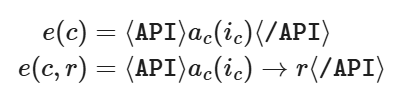 e(c) = ⟨API⟩a_c(i_c)⟨/API⟩
e(c, r) = ⟨API⟩a_c(i_c) → r⟨/API⟩